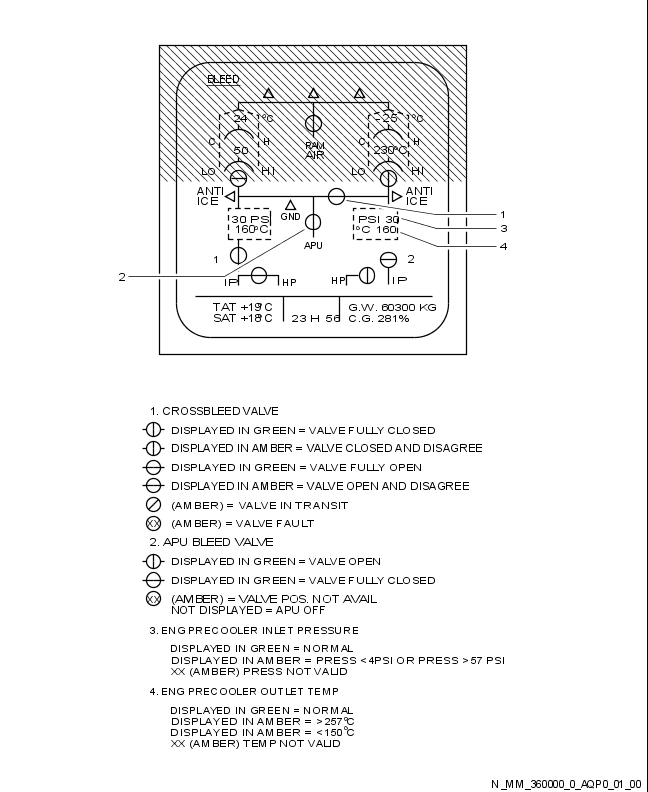 BLEED
24 °C
-25 °C
C
H
C
H
RAM
AIR
50
230°C
LO
HI
LO
HI
ANTI
ICE
ANTI
ICE
GND
1
30 PSI
160°C
PSI 30
°C 160
3
APU
4
1
2
2
IP
HP
HP
IP
TAT +19°C
G.W. 60300 KG
SAT +18°C
23 H 56
C.G. 281%
1. CROSSBLEED VALVE
DISPLAYED IN GREEN = VALVE FULLY CLOSED
DISPLAYED IN AMBER = VALVE CLOSED AND DISAGREE
DISPLAYED IN GREEN = VALVE FULLY OPEN
DISPLAYED IN AMBER = VALVE OPEN AND DISAGREE
(AMBER) = VALVE IN TRANSIT
XX (AMBER) = VALVE FAULT
2. APU BLEED VALVE
DISPLAYED IN GREEN = VALVE OPEN
DISPLAYED IN GREEN = VALVE FULLY CLOSED
XX (AMBER) = VALVE POS. NOT AVAIL
NOT DISPLAYED = APU OFF
3. ENG PRECOOLER INLET PRESSURE
DISPLAYED IN GREEN = NORMAL
DISPLAYED IN AMBER = PRESS <4PSI OR PRESS >57 PSI
XX (AMBER) PRESS NOT VALID
4. ENG PRECOOLER OUTLET TEMP
DISPLAYED IN GREEN = NORMAL
DISPLAYED IN AMBER = >257°C
DISPLAYED IN AMBER = <150°C
XX (AMBER) TEMP NOT VALID
N_MM_360000_0_AQP0_01_00